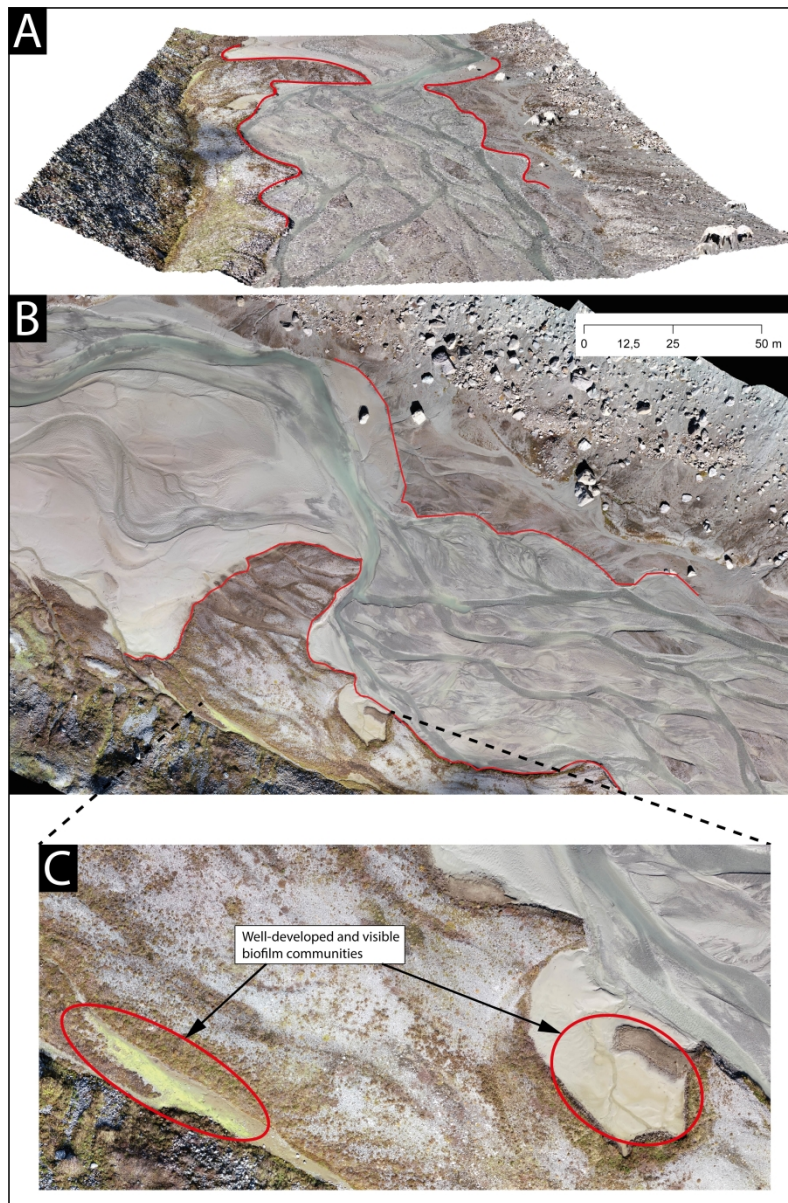 A
B
0 12,5 25 50 m
C
Well-developed and visible
biofilm communities